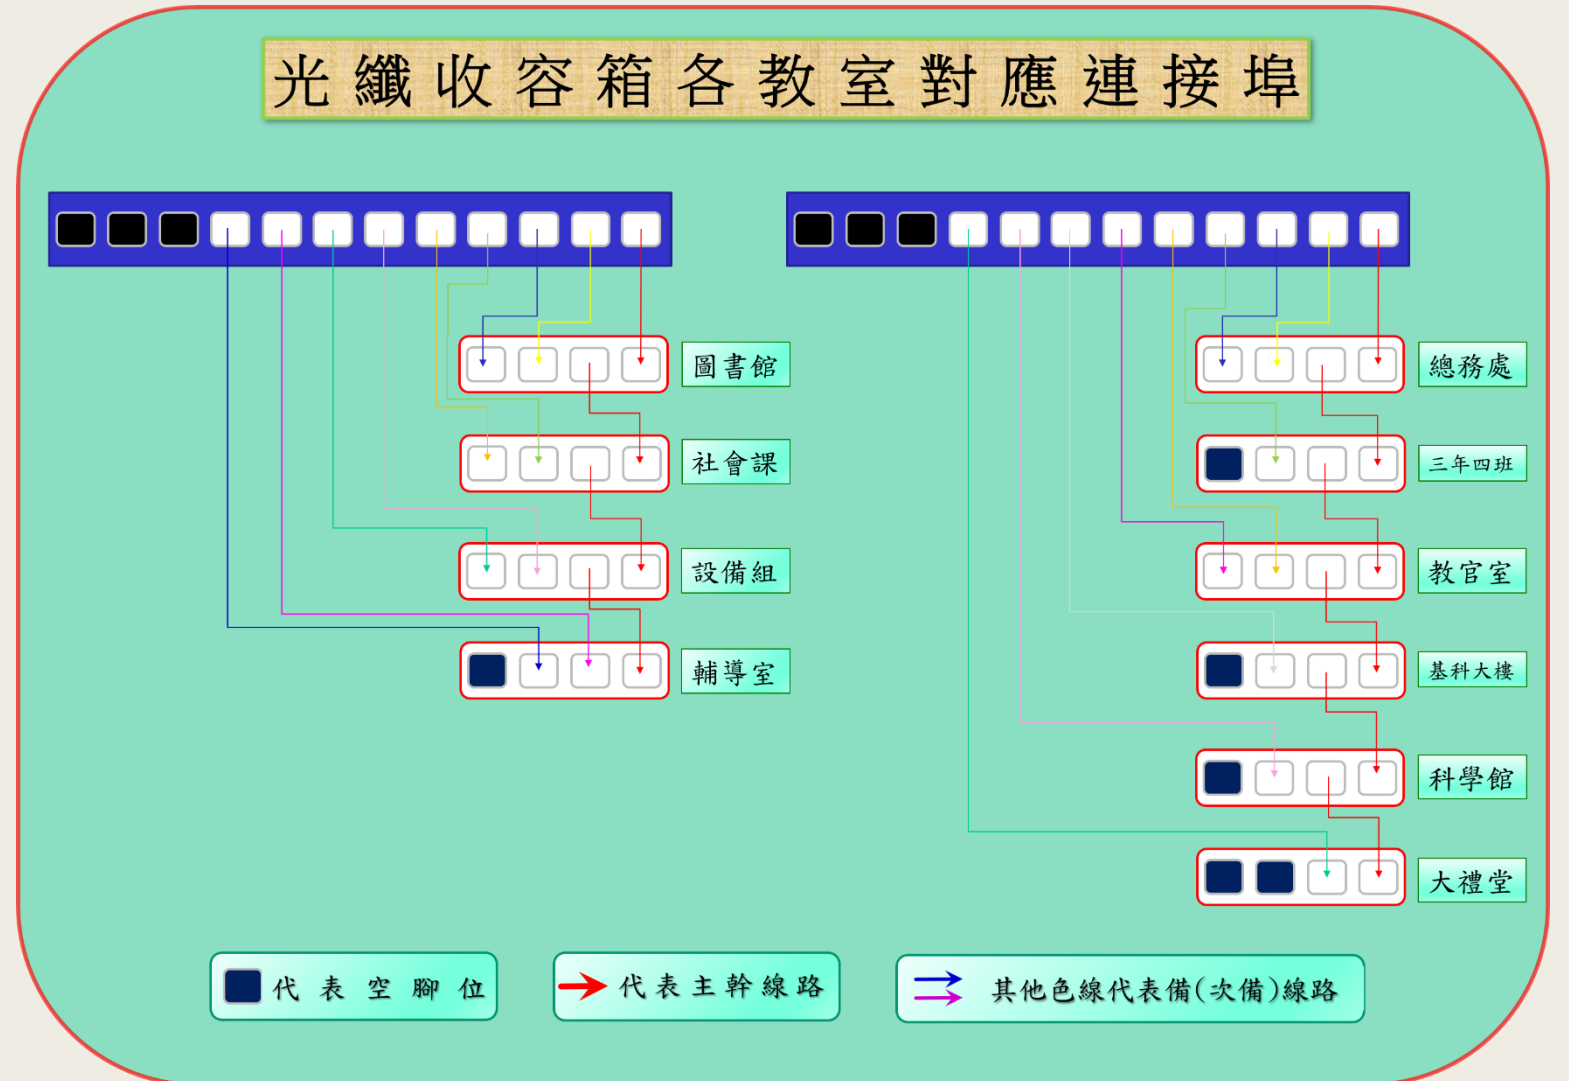 光纖收容箱各教室對應連接埠
圖書館
社會課
設備組
輔導室
總務處
三年四班
教官室
基科大樓
科學館
大禮堂
代表空腳位
代表主幹線路
其他色線代表備(次備)線路